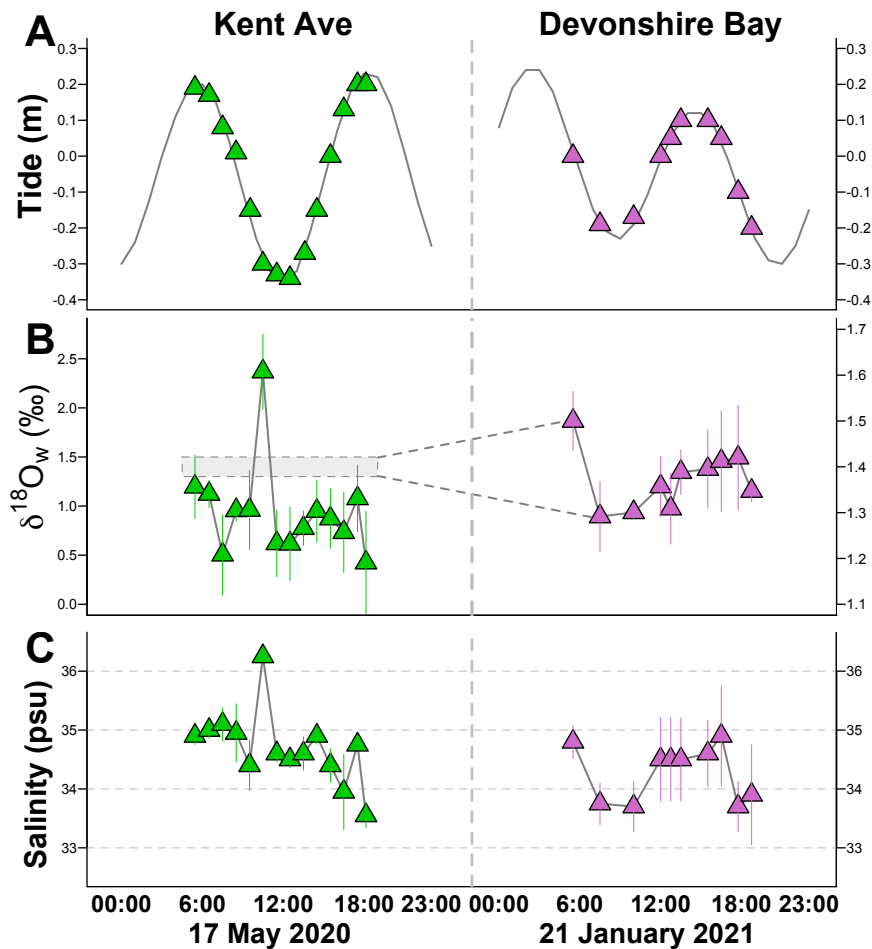 Kent Ave Devonshire Bay
A
Tide (m)
0.3 0.3
0.2 0.2
0.1 0.1
0.0 0.0
-0.1 -0.1
-0.2 -0.2
-0.3 -0.3
-0.4 -0.4
B
δ18Ow (‰)
2.5
2.0
1.5
1.0
0.5
0.0
1.7
1.6
1.5
1.4
1.3
1.2
1.1
C
Salinity (psu)
36 36
35 35
34 34
33 33
00:00 6:00 12:00 18:00 23:00 00:00 6:00 12:00 18:00 23:00
17 May 2020 21 January 2021